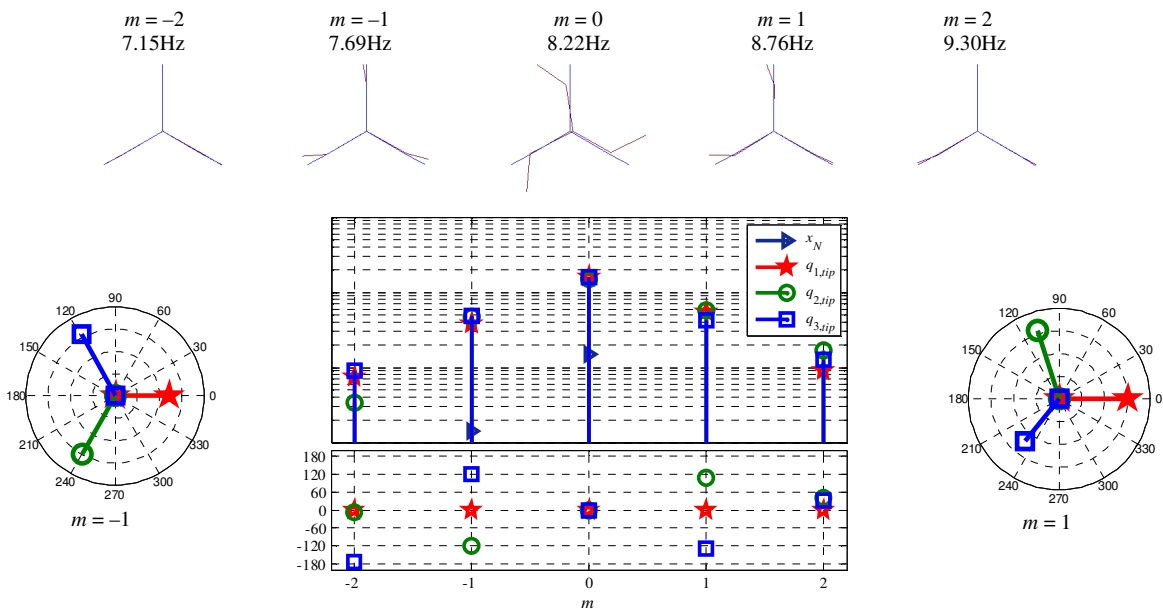 m = –2
7.15Hz
m = –1
7.69Hz
m = 0
8.22Hz
m = 1
8.76Hz
m = 2
9.30Hz
x_N
q_1,tip
q_2,tip
q_3,tip
90
60
30
0
330
300
270
240
210
180
150
120
m = –1
180
120
60
0
-60
-120
-180
-2
-1
0
1
2
m
90
60
30
0
330
300
270
240
210
180
150
120
m = 1